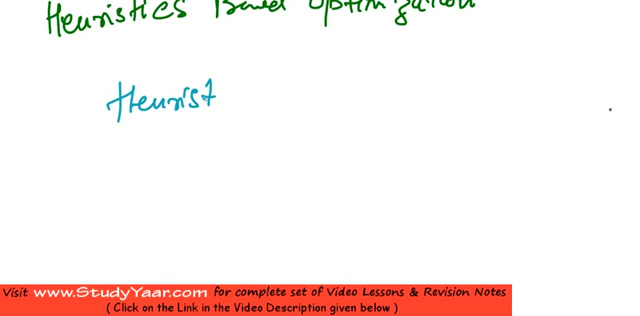 Heuristics Based Optimization
Heurist
Visit www.StudyYaar.com for complete set of Video Lessons & Revision Notes
( Click on the Link in the Video Description given below )